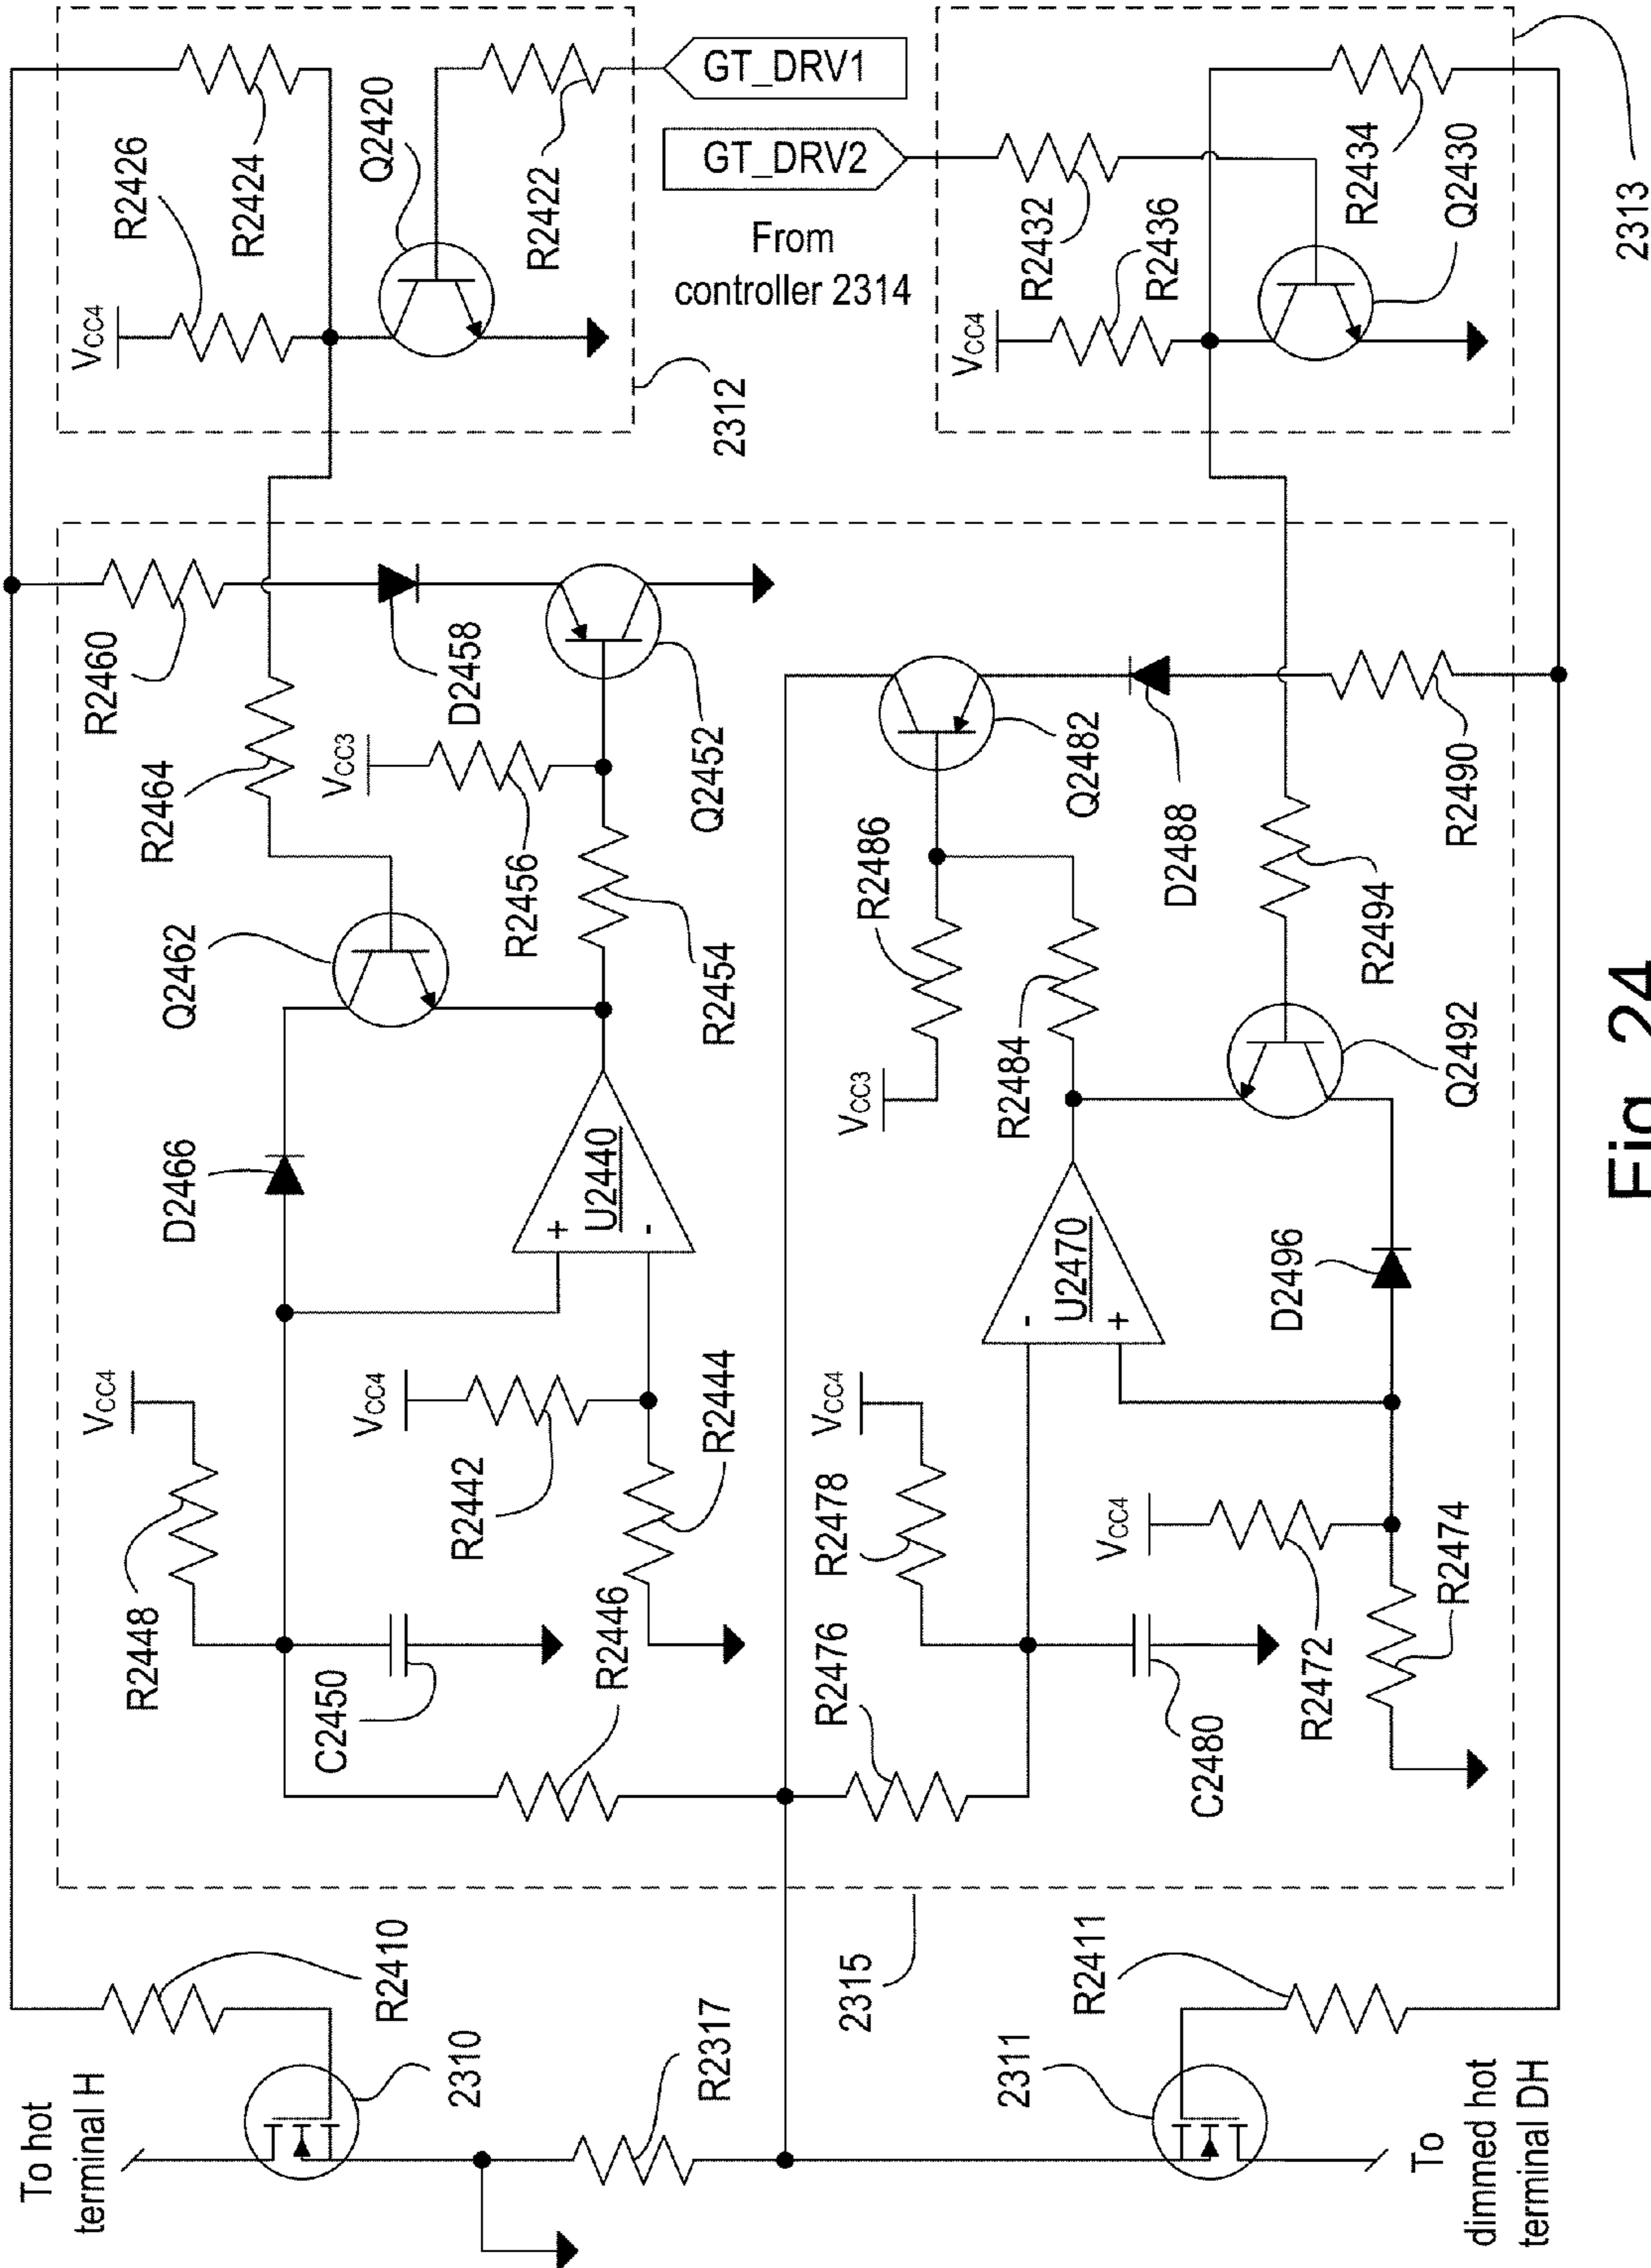 To hot
terminal H
R2410
2310
R2317
2311
R2411
To
dimmed hot
terminal DH
2315
VCC4
R2448
C2450
R2446
VCC4
R2442
R2444
D2466
+
-
U2440
Q2462
R2464
R2460
D2458
VCC3
R2456
R2454
Q2452
VCC4
R2478
R2476
C2480
VCC4
R2472
R2474
-
+
U2470
D2496
VCC3
R2486
R2484
Q2482
D2488
R2490
R2494
Q2492
VCC4
R2426
R2424
Q2420
R2422
2312
GT_DRV1
GT_DRV2
From
controller 2314
VCC4
R2432
R2436
R2434
Q2430
2313
Fig. 24